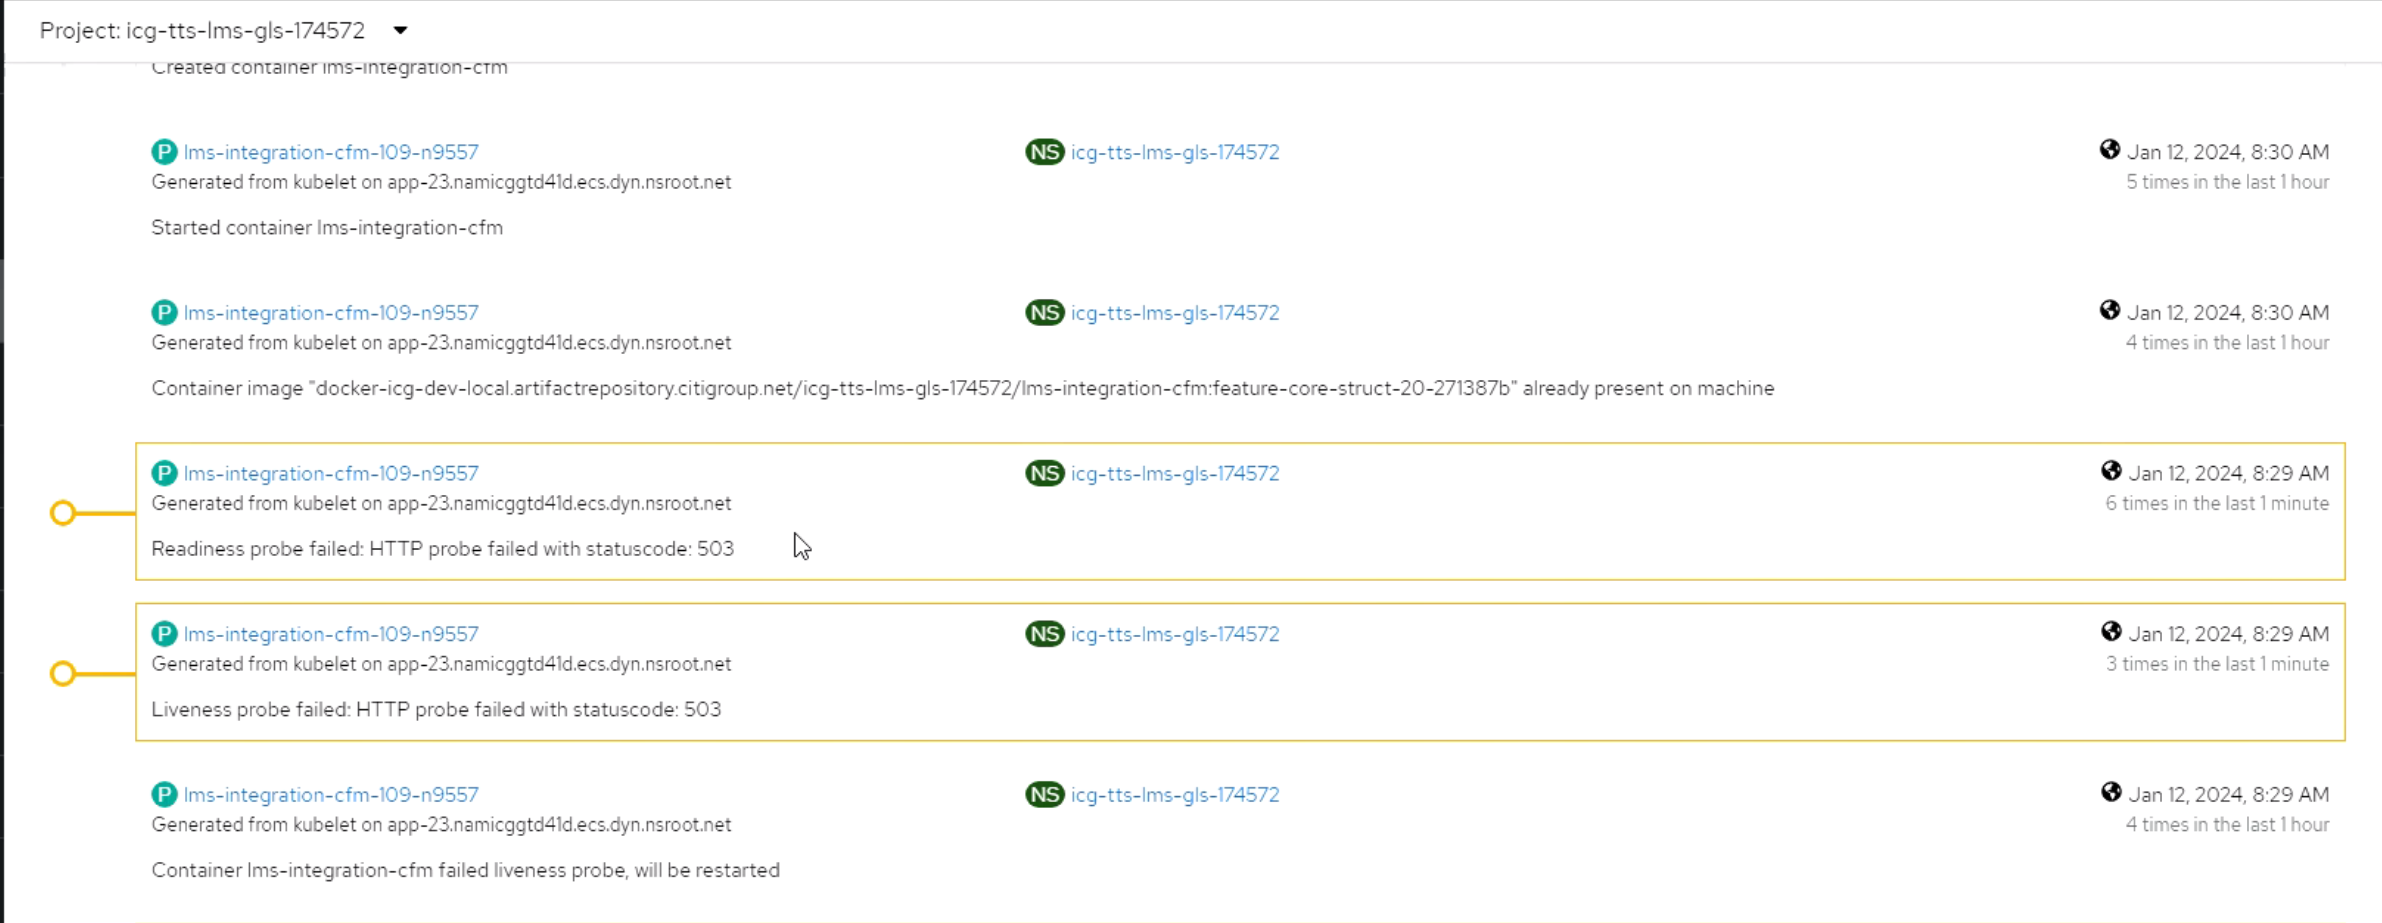 Project: icg-tts-lms-gls-174572
Created container lms-integration-cfm
P lms-integration-cfm-109-n9557 NS icg-tts-lms-gls-174572 Jan 12, 2024, 8:30 AM
Generated from kubelet on app-23.namicggtd41d.ecs.dyn.nsroot.net 5 times in the last 1 hour
Started container lms-integration-cfm
P lms-integration-cfm-109-n9557 NS icg-tts-lms-gls-174572 Jan 12, 2024, 8:30 AM
Generated from kubelet on app-23.namicggtd41d.ecs.dyn.nsroot.net 4 times in the last 1 hour
Container image "docker-icg-dev-local.artifactrepository.citigroup.net/icg-tts-lms-gls-174572/lms-integration-cfm:feature-core-struct-20-271387b" already present on machine
P lms-integration-cfm-109-n9557 NS icg-tts-lms-gls-174572 Jan 12, 2024, 8:29 AM
Generated from kubelet on app-23.namicggtd41d.ecs.dyn.nsroot.net 6 times in the last 1 minute
Readiness probe failed: HTTP probe failed with statuscode: 503
P lms-integration-cfm-109-n9557 NS icg-tts-lms-gls-174572 Jan 12, 2024, 8:29 AM
Generated from kubelet on app-23.namicggtd41d.ecs.dyn.nsroot.net 3 times in the last 1 minute
Liveness probe failed: HTTP probe failed with statuscode: 503
P lms-integration-cfm-109-n9557 NS icg-tts-lms-gls-174572 Jan 12, 2024, 8:29 AM
Generated from kubelet on app-23.namicggtd41d.ecs.dyn.nsroot.net 4 times in the last 1 hour
Container lms-integration-cfm failed liveness probe, will be restarted